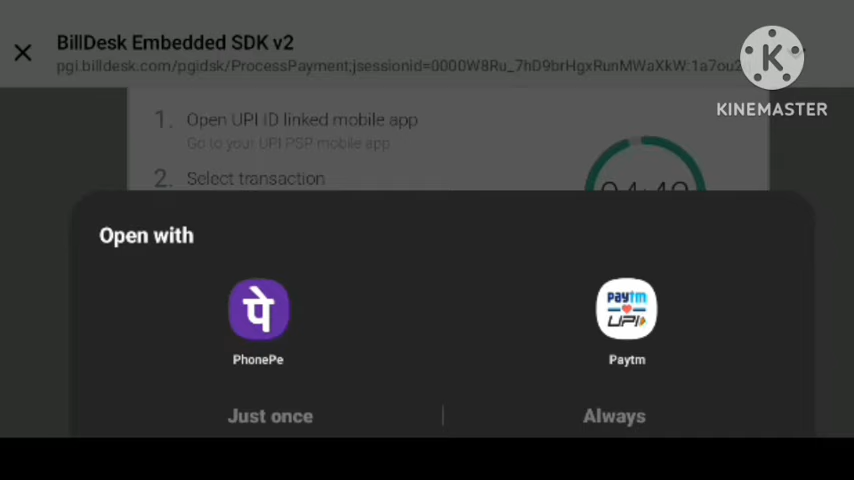 BillDesk Embedded SDK v2
K
KINEMASTER
1. Open UPI ID linked mobile app
Go to your UPI PSP mobile app
2. Select transaction
Open with
पे
PhonePe
Paytm
UPI
Paytm
Just once
Always